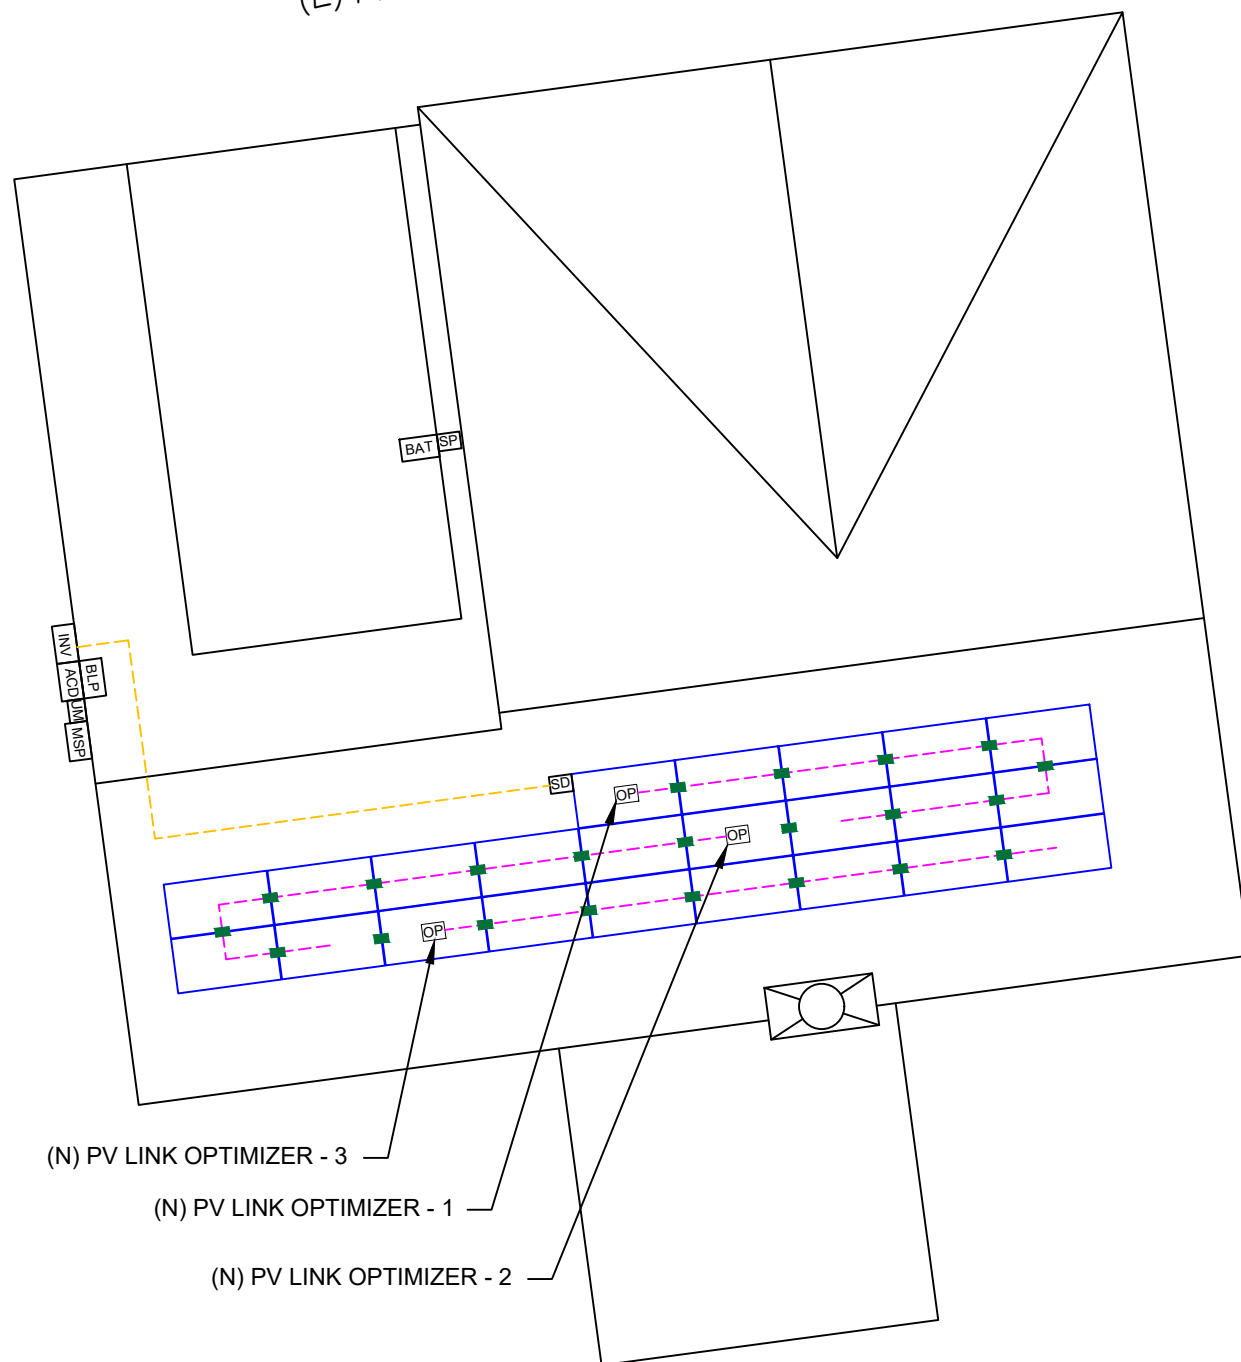 BAT
SP
INV
ACD
BLP
UM
MSP
SD
OP
OP
OP
(N) PV LINK OPTIMIZER - 3
(N) PV LINK OPTIMIZER - 1
(N) PV LINK OPTIMIZER - 2